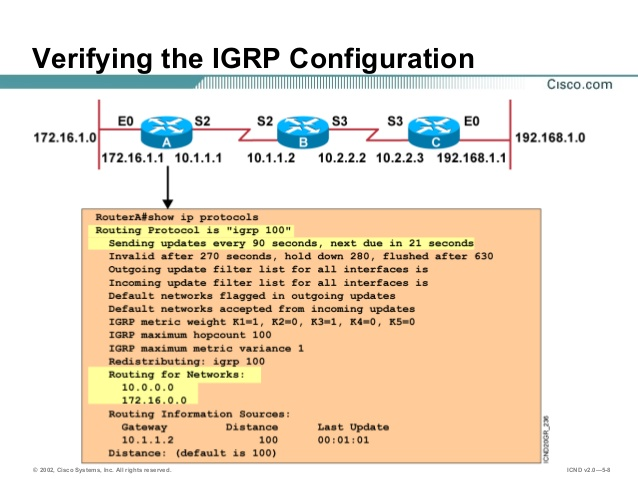 Verifying the IGRP Configuration
Cisco.com
E0 S2 S2 S3 S3 E0
172.16.1.0 A B C 192.168.1.0
172.16.1.1 10.1.1.1 10.1.1.2 10.2.2.2 10.2.2.3 192.168.1.1
RouterA#show ip protocols
Routing Protocol is "igrp 100"
Sending updates every 90 seconds, next due in 21 seconds
Invalid after 270 seconds, hold down 280, flushed after 630
Outgoing update filter list for all interfaces is
Incoming update filter list for all interfaces is
Default networks flagged in outgoing updates
Default networks accepted from incoming updates
IGRP metric weight K1=1, K2=0, K3=1, K4=0, K5=0
IGRP maximum hopcount 100
IGRP maximum metric variance 1
Redistributing: igrp 100
Routing for Networks:
10.0.0.0
172.16.0.0
Routing Information Sources:
Gateway Distance Last Update
10.1.1.2 100 00:01:01
Distance: (default is 100)
ICND20GR_236
© 2002, Cisco Systems, Inc. All rights reserved. ICND v2.0—5-8